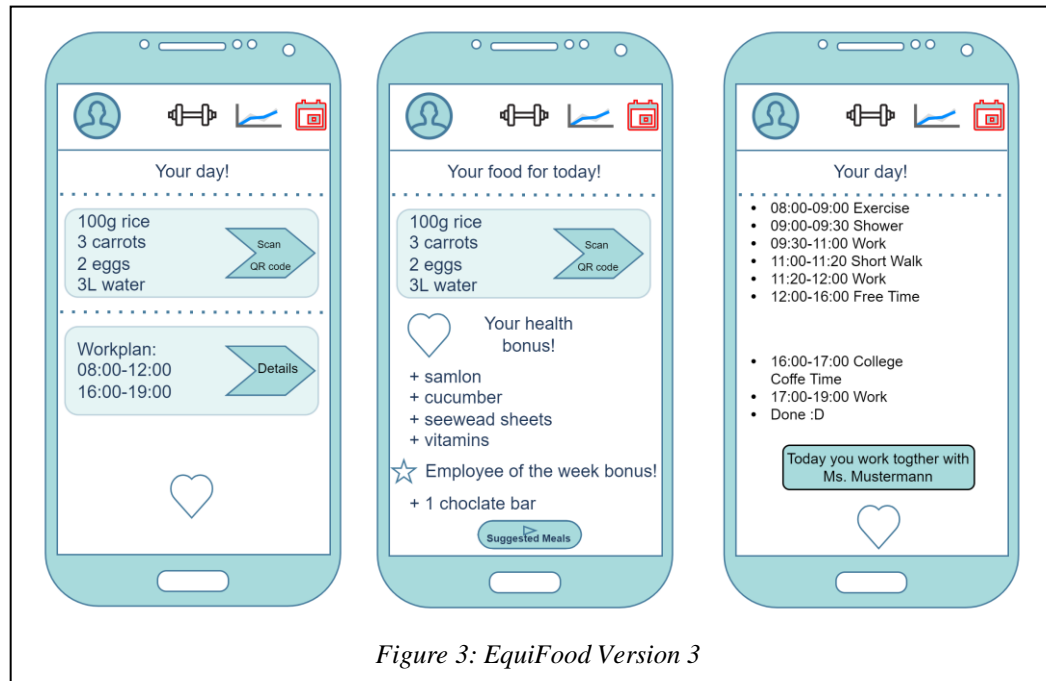 Your day!
100g rice
3 carrots
2 eggs
3L water
Scan
QR code
Workplan:
08:00-12:00
16:00-19:00
Details
Your food for today!
100g rice
3 carrots
2 eggs
3L water
Scan
QR code
Your health
bonus!
+ samlon
+ cucumber
+ seewead sheets
+ vitamins
Employee of the week bonus!
+ 1 choclate bar
Suggested Meals
Your day!
• 08:00-09:00 Exercise
• 09:00-09:30 Shower
• 09:30-11:00 Work
• 11:00-11:20 Short Walk
• 11:20-12:00 Work
• 12:00-16:00 Free Time
• 16:00-17:00 College
Coffe Time
• 17:00-19:00 Work
• Done :D
Today you work togther with
Ms. Mustermann
Figure 3: EquiFood Version 3